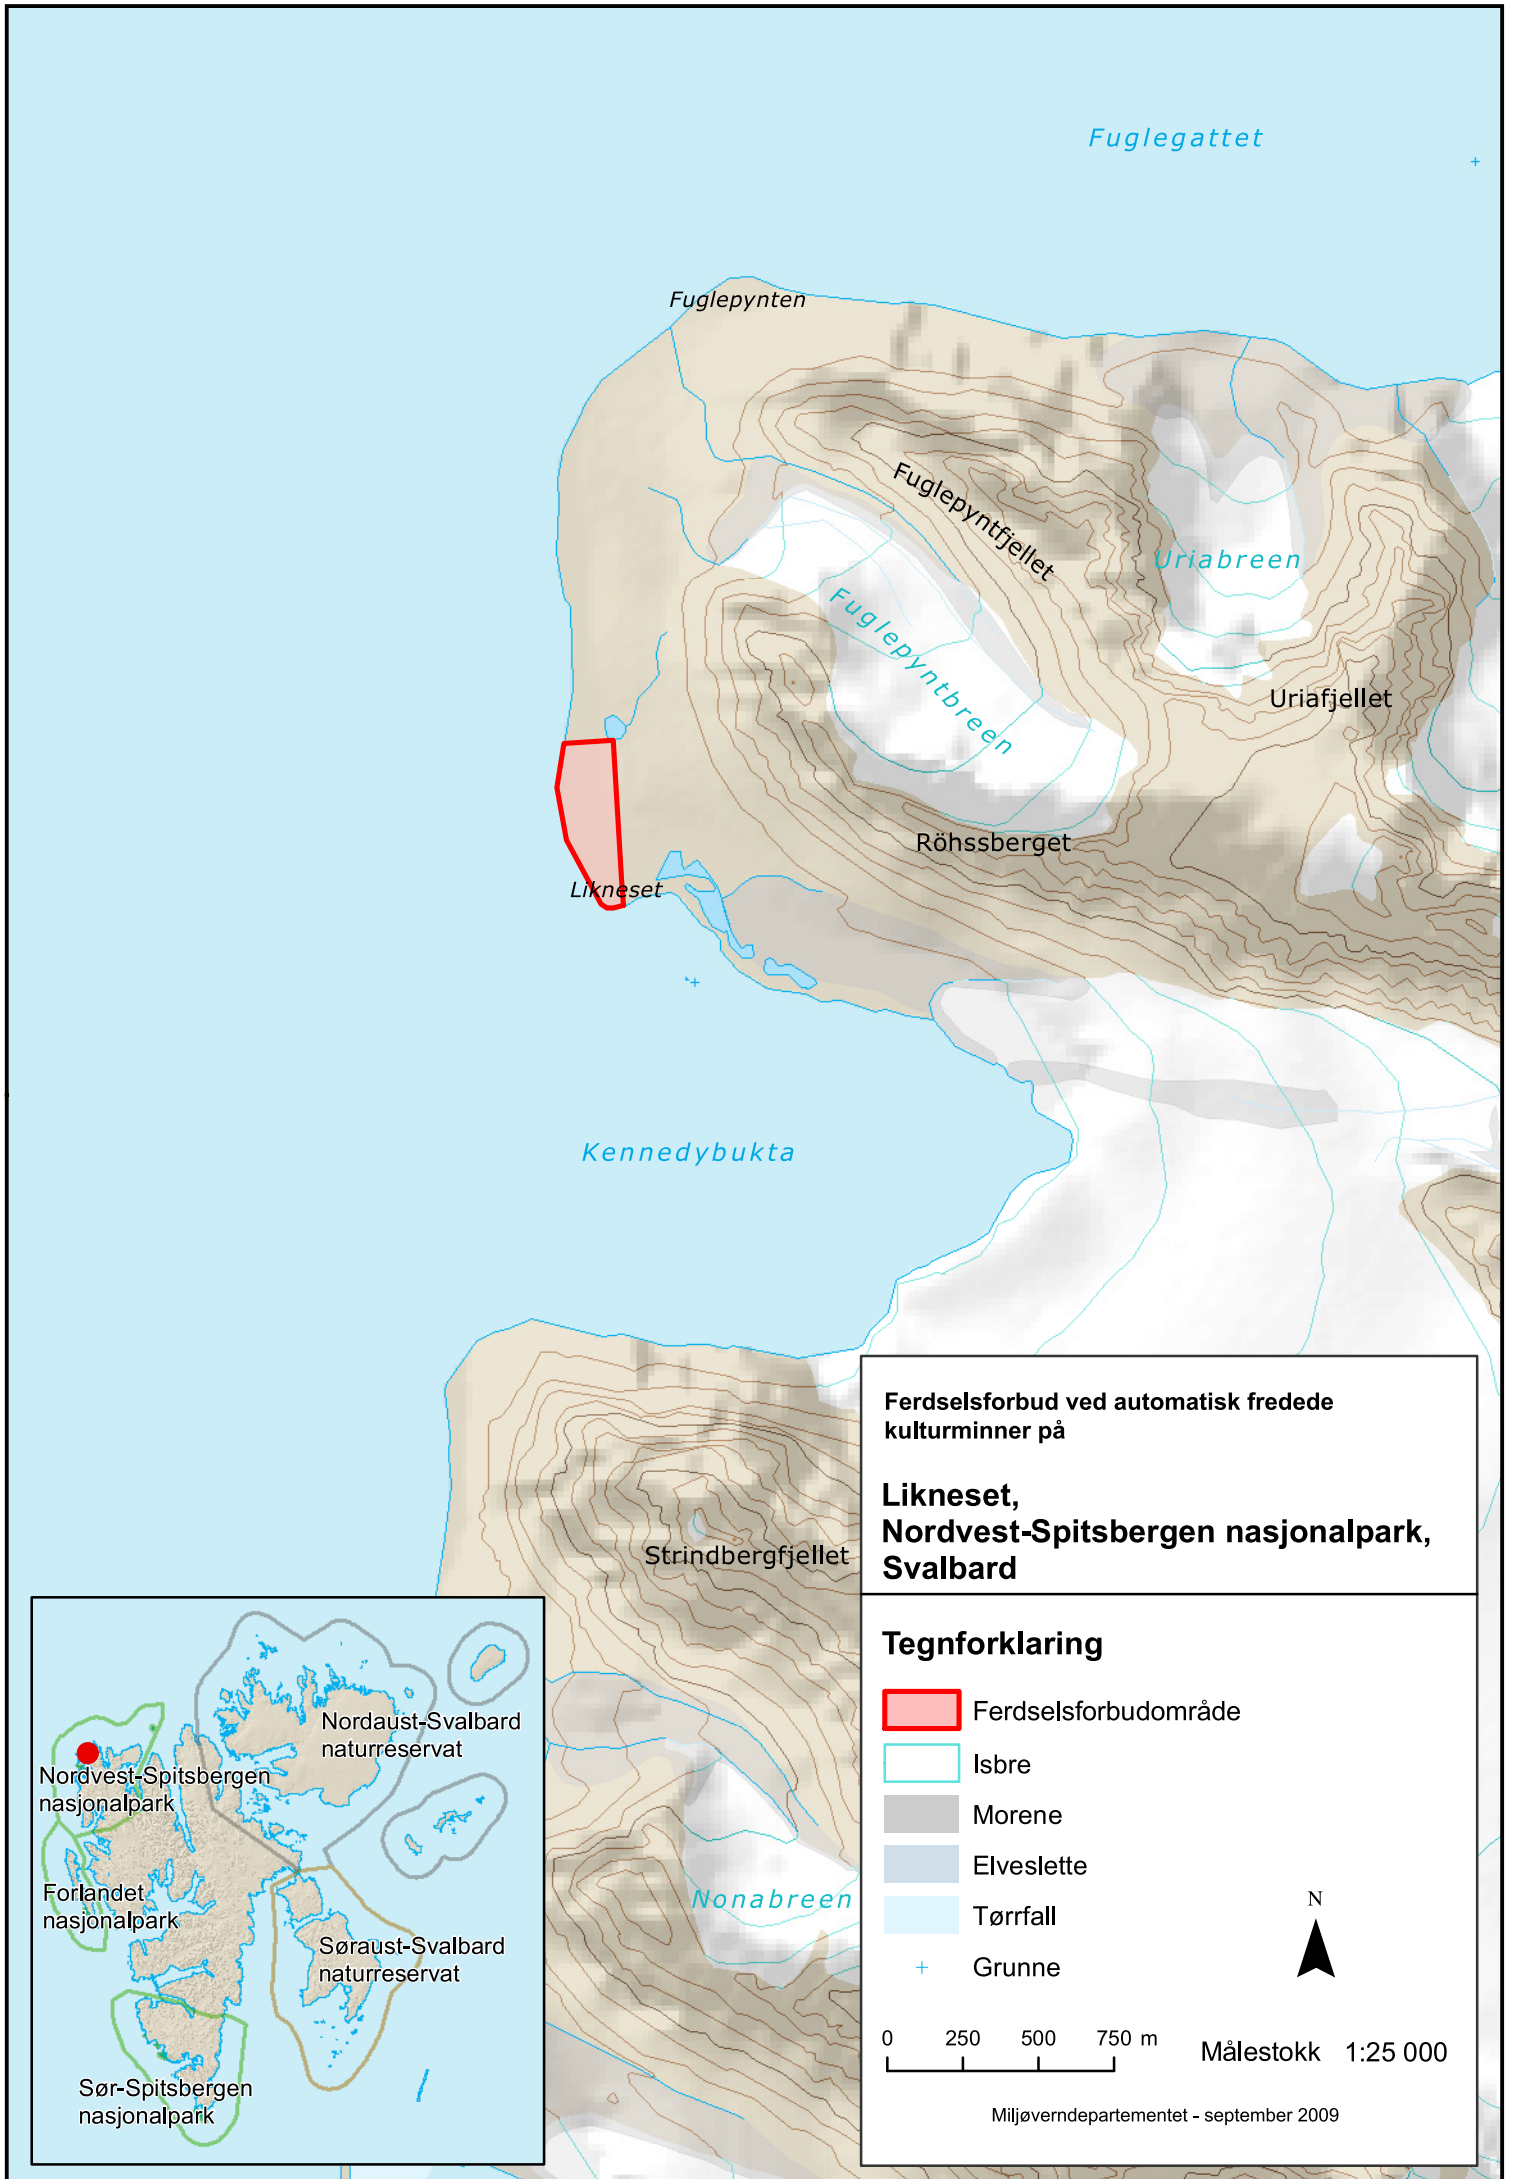 Fuglegattet
Fuglepynten
Fuglepyntfjellet
Uriabreen
Fuglepyntbreen
Uriafjellet
Röhssberget
Likneset
Kennedybukta
Strindbergfjellet
Nonabreen
Ferdselsforbud ved automatisk fredede
kulturminner på
Likneset,
Nordvest-Spitsbergen nasjonalpark,
Svalbard
Tegnforklaring
Ferdselsforbudområde
Isbre
Morene
Elveslette
Tørrfall
Grunne
N
0 250 500 750 m
Målestokk 1:25 000
Miljøverndepartementet - september 2009
Nordaust-Svalbard
naturreservat
Nordvest-Spitsbergen
nasjonalpark
Forlandet
nasjonalpark
Søraust-Svalbard
naturreservat
Sør-Spitsbergen
nasjonalpark